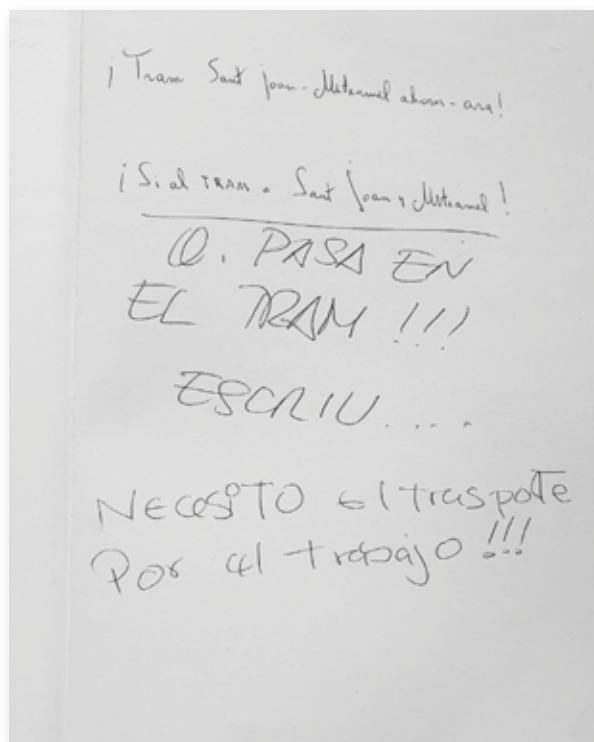 ¡Tram Sant Joan-Mutxamel ahora-ara!
¡Si al TRAM a Sant Joan y Mutxamel!
Q. PASA EN
EL TRAM !!!
ESCRIU....
NECESITO el traspote
Por el trabajo !!!